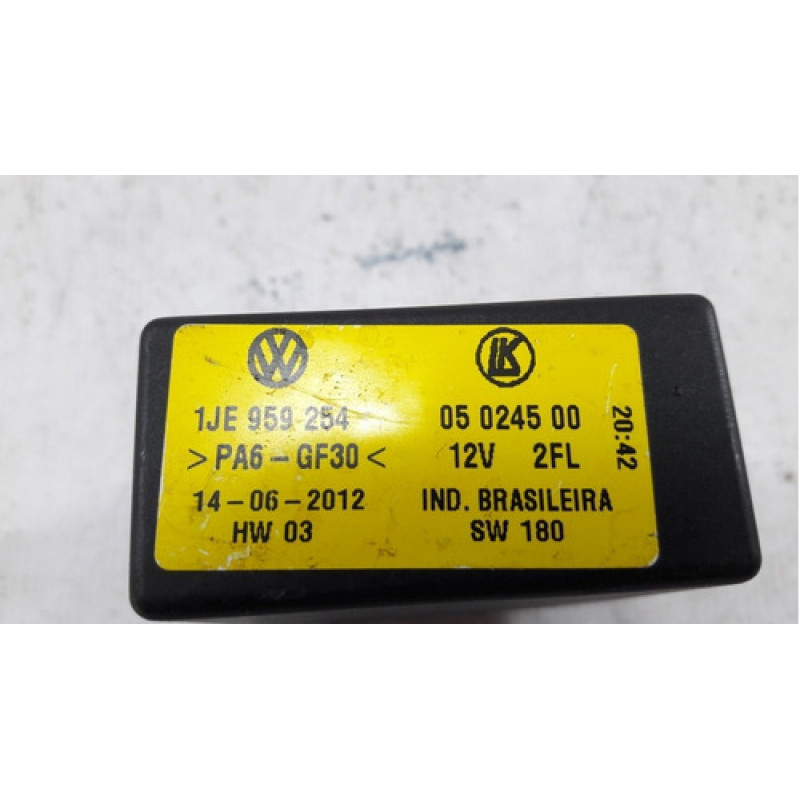 1JE 959 254 05 0245 00
>PA6-GF30< 12V 2FL
14-06-2012 IND. BRASILEIRA
HW 03 SW 180
20:42